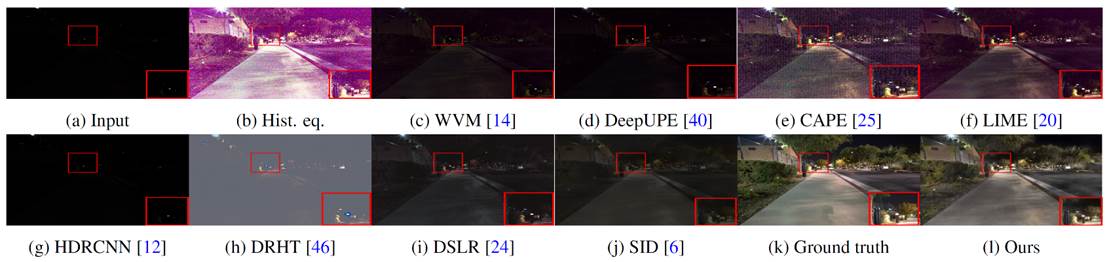 (a) Input (b) Hist. eq. (c) WVM [14] (d) DeepUPE [40] (e) CAPE [25] (f) LIME [20]
(g) HDRCNN [12] (h) DRHT [46] (i) DSLR [24] (j) SID [6] (k) Ground truth (l) Ours